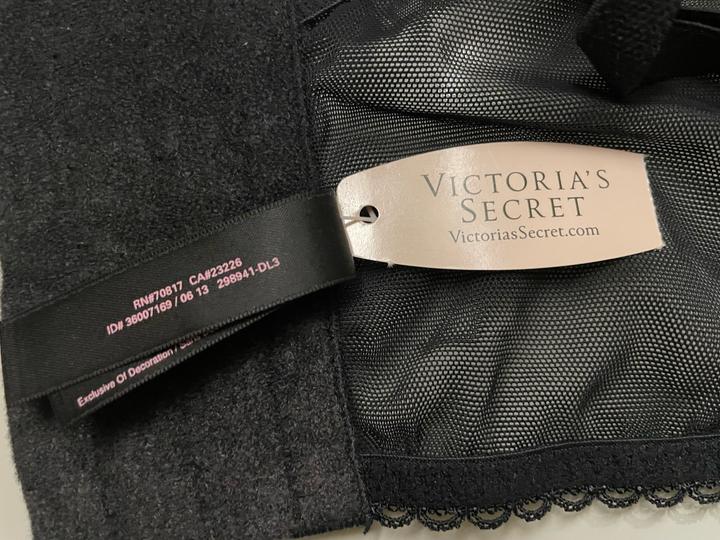 VICTORIA'S
SECRET
VictoriasSecret.com
RN#70817 CA#23226
ID# 36007169 / 06 13 298941-DL3
Exclusive Of Decoration /